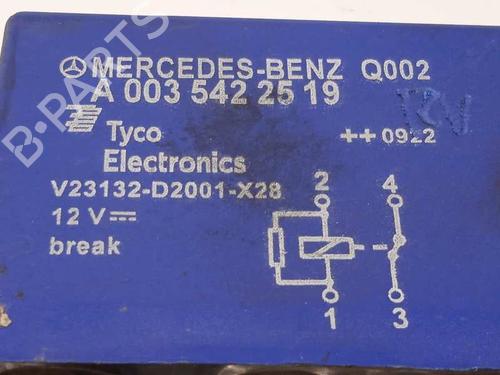 MERCEDES-BENZ Q002
A 003 542 25 19
Tyco
Electronics
++ 0922
V23132-D2001-X28
12 V
break
2 4
1 3
B-PARTS